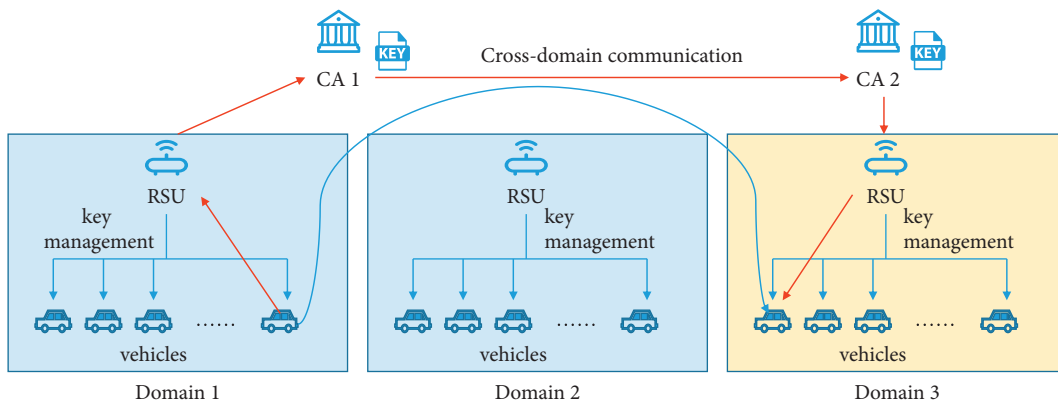 KEY
KEY
Cross-domain communication
CA 1
CA 2
RSU
RSU
RSU
key
management
key
management
key
management
......
......
......
vehicles
vehicles
vehicles
Domain 1
Domain 2
Domain 3